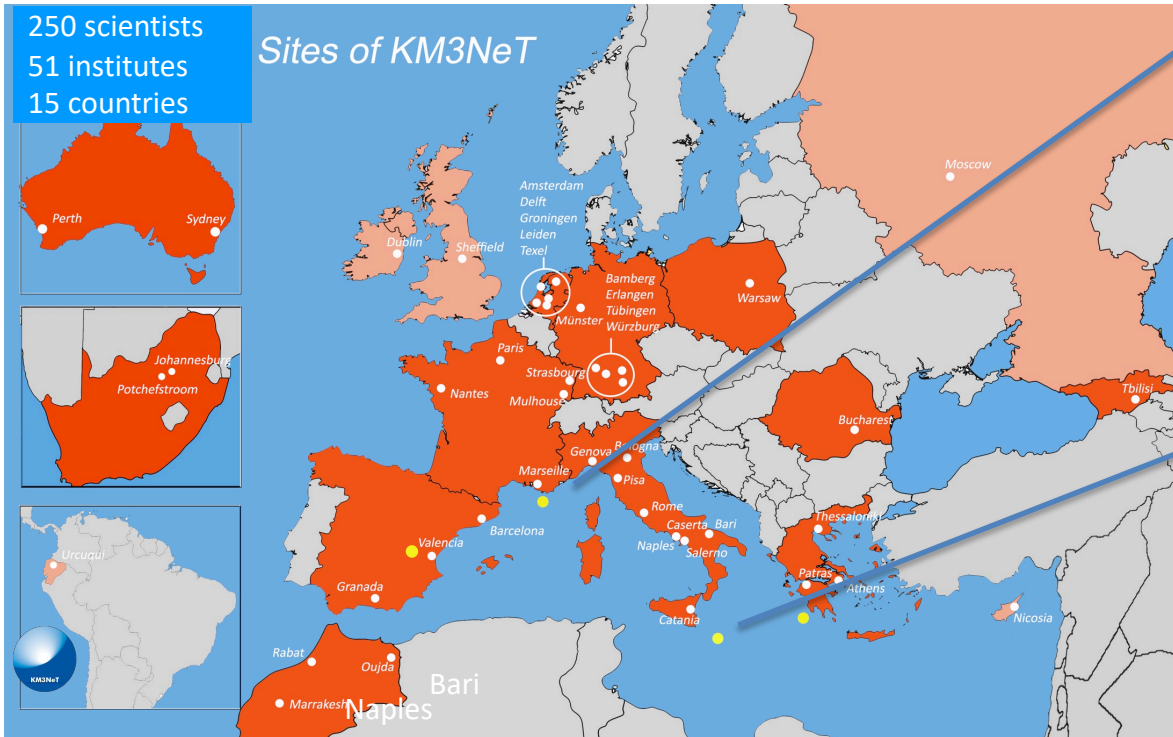 250 scientists
51 institutes
15 countries
Sites of KM3NeT
Perth
Sydney
Johannesburg
Potchefstroom
Urcuqui
KM3NeT
Moscow
Dublin
Sheffield
Amsterdam
Delft
Groningen
Leiden
Texel
Bamberg
Erlangen
Tübingen
Würzburg
Münster
Warsaw
Paris
Strasbourg
Nantes
Mulhouse
Tbilisi
Bucharest
Genova
Bologna
Marseille
Pisa
Rome
Barcelona
Caserta
Bari
Naples
Salerno
Thessaloniki
Valencia
Granada
Patras
Athens
Catania
Nicosia
Rabat
Oujda
Marrakesh
Bari
Naples